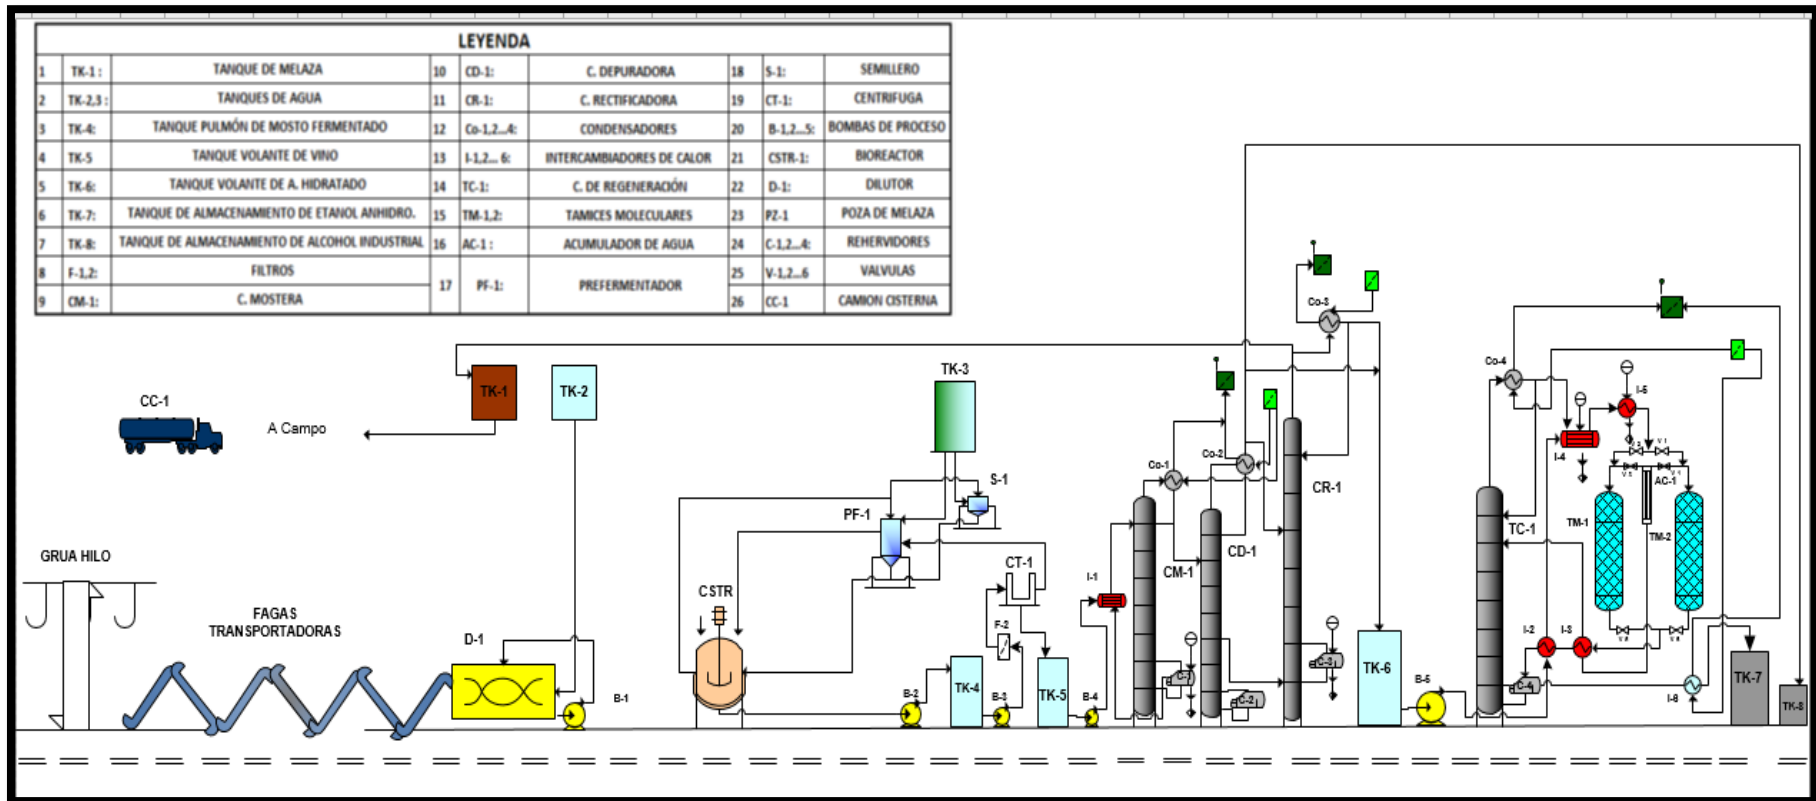 LEYENDA
1 TK-1 : TANQUE DE MELAZA 10 CD-1: C. DEPURADORA 18 S-1: SEMILLERO
2 TK-2,3 : TANQUES DE AGUA 11 CR-1: C. RECTIFICADORA 19 CT-1: CENTRIFUGA
3 TK-4: TANQUE PULMÓN DE MOSTO FERMENTADO 12 Co-1,2...4: CONDENSADORES 20 B-1,2...5: BOMBAS DE PROCESO
4 TK-5 TANQUE VOLANTE DE VINO 13 I-1,2... 6: INTERCAMBIADORES DE CALOR 21 CSTR-1: BIOREACTOR
5 TK-6: TANQUE VOLANTE DE A. HIDRATADO 14 TC-1: C. DE REGENERACIÓN 22 D-1: DILUTOR
6 TK-7: TANQUE DE ALMACENAMIENTO DE ETANOL ANHIDRO. 15 TM-1,2: TAMICES MOLECULARES 23 PZ-1 POZA DE MELAZA
7 TK-8: TANQUE DE ALMACENAMIENTO DE ALCOHOL INDUSTRIAL 16 AC-1 : ACUMULADOR DE AGUA 24 C-1,2...4: REHERVIDORES
8 F-1,2: FILTROS 17 PF-1: PREFERMENTADOR 25 V-1,2...6 VALVULAS
9 CM-1: C. MOSTERA 26 CC-1 CAMION CISTERNA
Co-3
Co-4
TK-3
TK-1
TK-2
I-5
CC-1
A Campo
I-4
V 1
Co-1
Co-2
S-1
CR-1
AC-1
PF-1
TM-1
TC-1
TM-2
GRUA HILO
CT-1
CD-1
CM-1
I-1
CSTR
FAGAS
TRANSPORTADORAS
D-1
F-2
I-2
I-3
C-3
C-1
TK-6
TK-7
TK-4
TK-5
C-4
I-6
B-1
B-2
B-3
B-4
C-2
B-5
TK-8